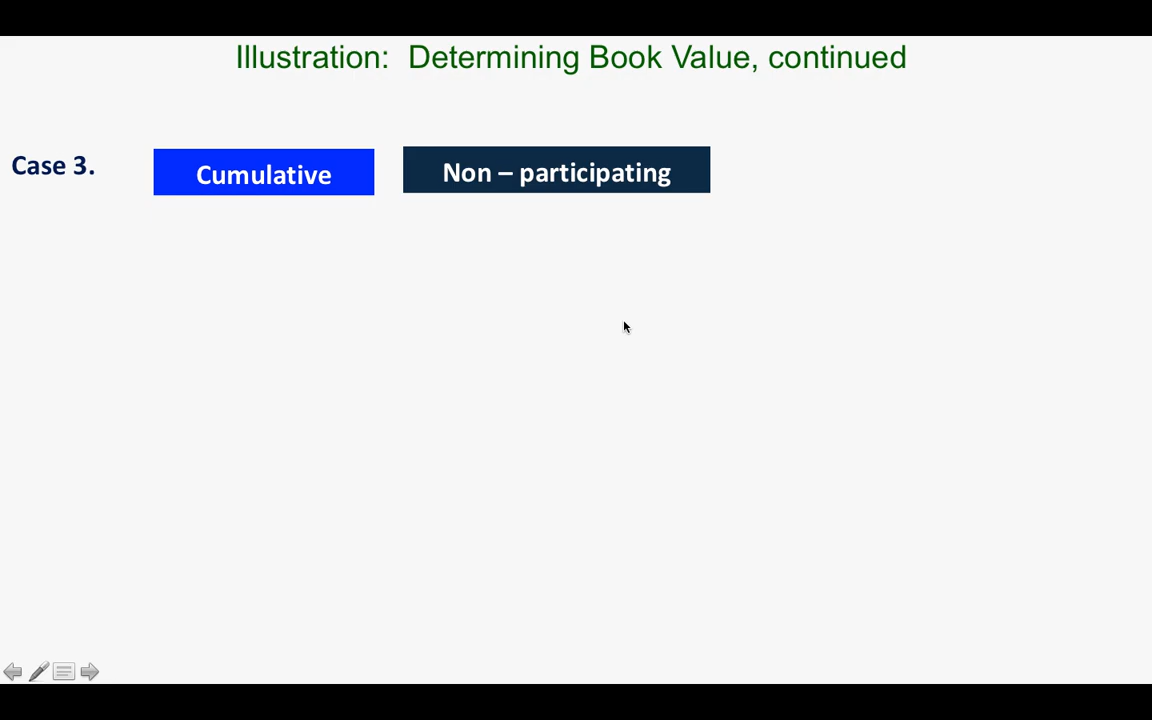 Illustration:  Determining Book Value, continued
Case 3.
Cumulative
Non – participating